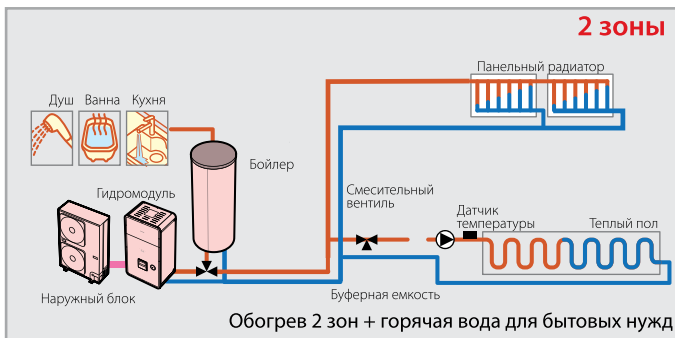 2 зоны
Панельный радиатор
Душ Ванна Кухня
Бойлер
Гидромодуль
Смесительный
вентиль
Датчик
температуры
Теплый пол
Наружный блок
Буферная емкость
Обогрев 2 зон + горячая вода для бытовых нужд